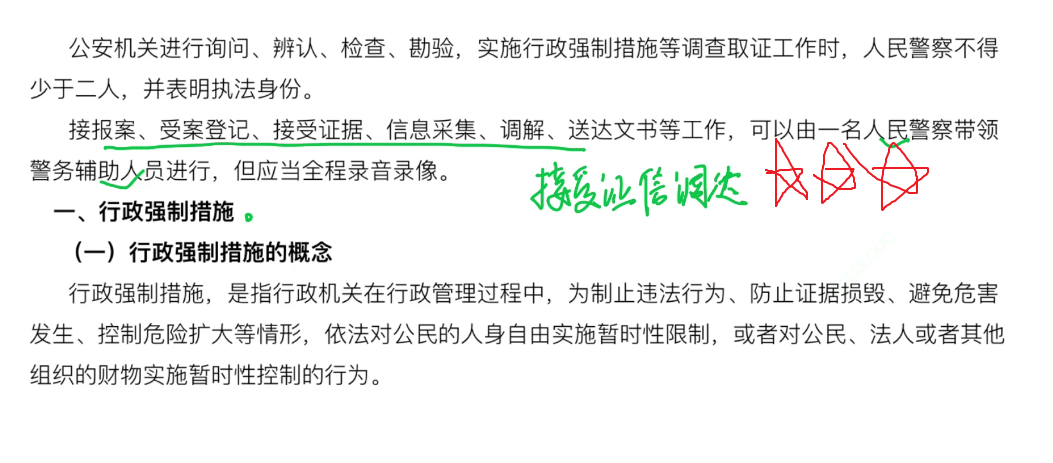 公安机关进行询问、辨认、检查、勘验，实施行政强制措施等调查取证工作时，人民警察不得
少于二人，并表明执法身份。
接报案、受案登记、接受证据、信息采集、调解、送达文书等工作，可以由一名人民警察带领
警务辅助人员进行，但应当全程录音录像。
接受证信调达
一、行政强制措施
（一）行政强制措施的概念
行政强制措施，是指行政机关在行政管理过程中，为制止违法行为、防止证据损毁、避免危害
发生、控制危险扩大等情形，依法对公民的人身自由实施暂时性限制，或者对公民、法人或者其他
组织的财物实施暂时性控制的行为。